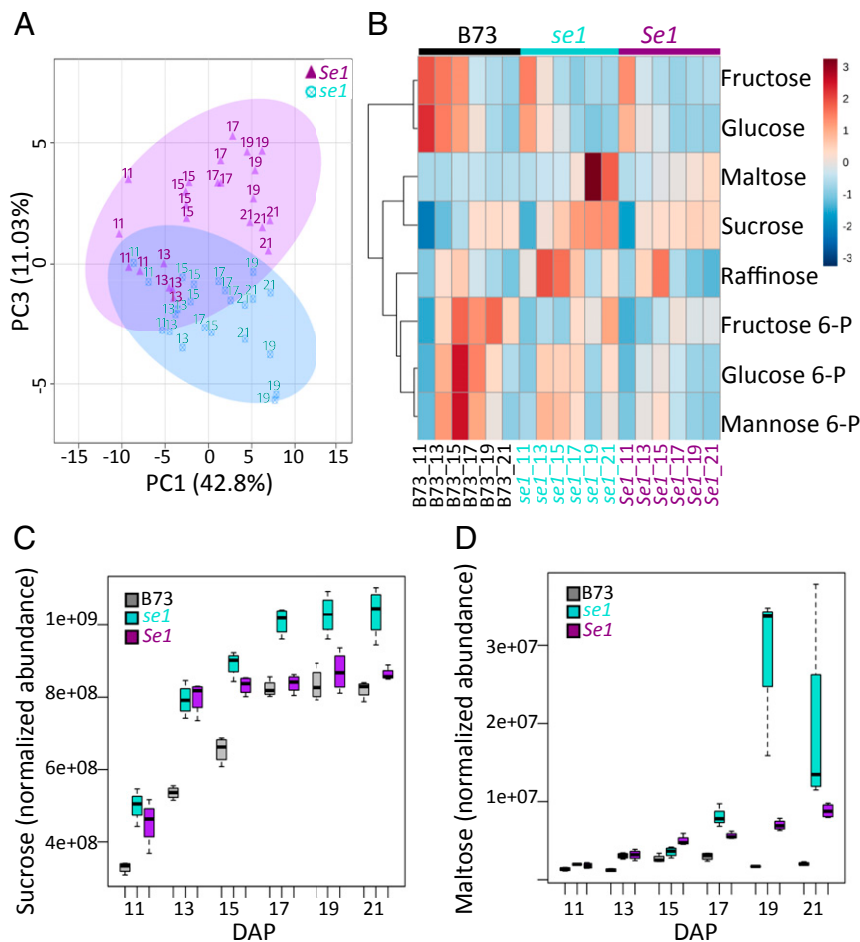 A
Se1
se1
PC3 (11.03%)
5
0
-5
17
19
19
11
15
15
17
19
15
17
17
15
19
11
21
21
21
21
11
11
13
13
13
11
11
15
15
17
19
17
17
21
21
21
13
13
15
11
13
17
15
13
21
19
19
19
-15
-10
-5
0
5
10
15
PC1 (42.8%)
B
B73
se1
Se1
Fructose
Glucose
Maltose
Sucrose
Raffinose
Fructose 6-P
Glucose 6-P
Mannose 6-P
3
2
1
0
-1
-2
-3
B73_11
B73_13
B73_15
B73_17
B73_19
B73_21
se1_11
se1_13
se1_15
se1_17
se1_19
se1_21
Se1_11
Se1_13
Se1_15
Se1_17
Se1_19
Se1_21
C
B73
se1
Se1
Sucrose (normalized abundance)
1e+09
8e+08
6e+08
4e+08
11
13
15
17
19
21
DAP
D
B73
se1
Se1
Maltose (normalized abundance)
3e+07
2e+07
1e+07
0
11
13
15
17
19
21
DAP